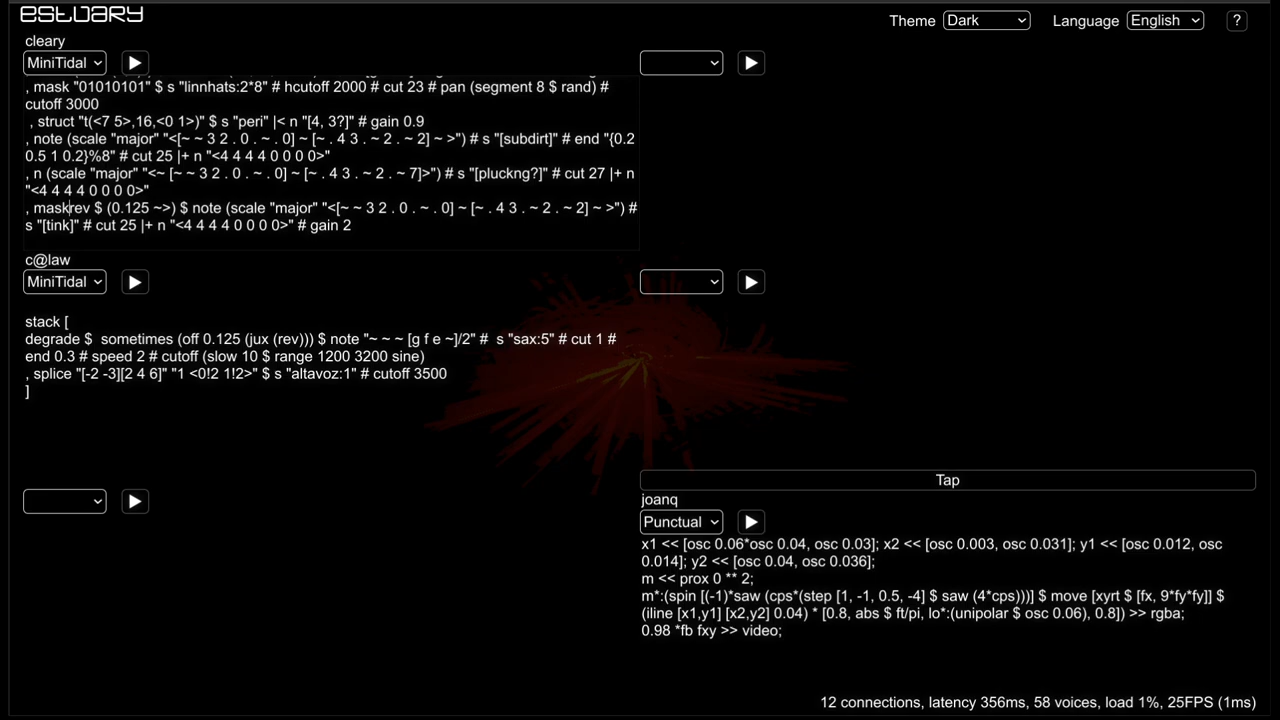 estuary
Theme Dark Language English ?
cleary
MiniTidal
, mask "01010101" $ s "linnhats:2*8" # hcutoff 2000 # cut 23 # pan (segment 8 $ rand) #
cutoff 3000
, struct "t(<7 5>,16,<0 1>)" $ s "peri" |< n "[4, 3?]" # gain 0.9
, note (scale "major" "<[~ ~ 3 2 . 0 . ~ . 0] ~ [~ . 4 3 . ~ 2 . ~ 2] ~ >") # s "[subdirt]" # end "{0.2
0.5 1 0.2}%8" # cut 25 |+ n "<4 4 4 4 0 0 0 0>"
, n (scale "major" "<~ [~ ~ 3 2 . 0 . ~ . 0] ~ [~ . 4 3 . ~ 2 . ~ 7]>") # s "[pluckng?]" # cut 27 |+ n
"<4 4 4 4 0 0 0 0>"
, maskrev $ (0.125 ~>) $ note (scale "major" "<[~ ~ 3 2 . 0 . ~ . 0] ~ [~ . 4 3 . ~ 2 . ~ 2] ~ >") #
s "[tink]" # cut 25 |+ n "<4 4 4 4 0 0 0 0>" # gain 2
c@law
MiniTidal
stack [
degrade $  sometimes (off 0.125 (jux (rev))) $ note "~ ~ ~ [g f e ~]/2" #  s "sax:5" # cut 1 #
end 0.3 # speed 2 # cutoff (slow 10 $ range 1200 3200 sine)
, splice "[-2 -3][2 4 6]" "1 <0!2 1!2>" $ s "altavoz:1" # cutoff 3500
]
Tap
joanq
Punctual
x1 << [osc 0.06*osc 0.04, osc 0.03]; x2 << [osc 0.003, osc 0.031]; y1 << [osc 0.012, osc
0.014]; y2 << [osc 0.04, osc 0.036];
m << prox 0 ** 2;
m*:(spin [(-1)*saw (cps*(step [1, -1, 0.5, -4] $ saw (4*cps)))] $ move [xyrt $ [fx, 9*fy*fy]] $
(iline [x1,y1] [x2,y2] 0.04) * [0.8, abs $ ft/pi, lo*:(unipolar $ osc 0.06), 0.8]) >> rgba;
0.98 *fb fxy >> video;
12 connections, latency 356ms, 58 voices, load 1%, 25FPS (1ms)